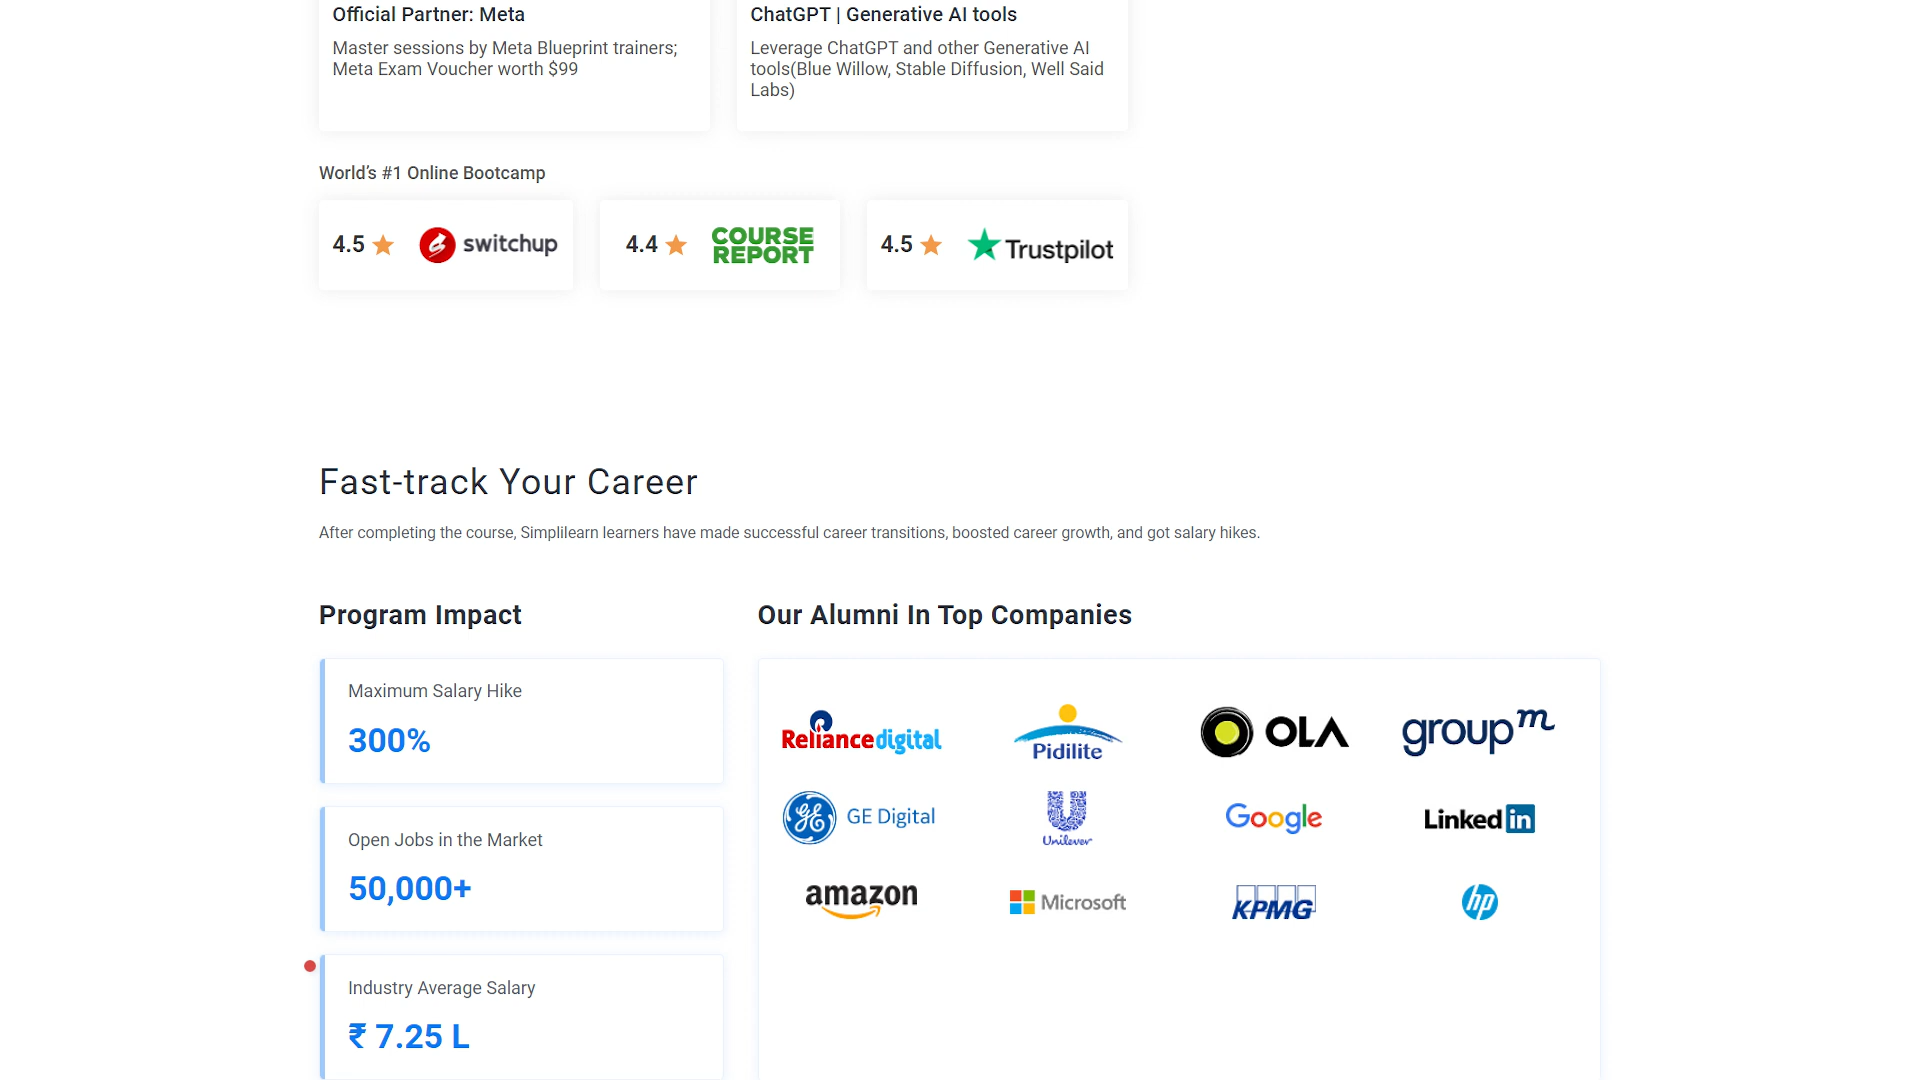 Official Partner: Meta
Master sessions by Meta Blueprint trainers;
Meta Exam Voucher worth $99
ChatGPT | Generative AI tools
Leverage ChatGPT and other Generative AI
tools(Blue Willow, Stable Diffusion, Well Said
Labs)
World’s #1 Online Bootcamp
4.5 switchup
4.4 COURSE
REPORT
4.5 Trustpilot
Fast-track Your Career
After completing the course, Simplilearn learners have made successful career transitions, boosted career growth, and got salary hikes.
Program Impact
Maximum Salary Hike
300%
Open Jobs in the Market
50,000+
Industry Average Salary
₹ 7.25 L
Our Alumni In Top Companies
Reliance digital Pidilite OLA groupm
GE GE Digital Unilever Google Linked in
amazon Microsoft KPMG hp